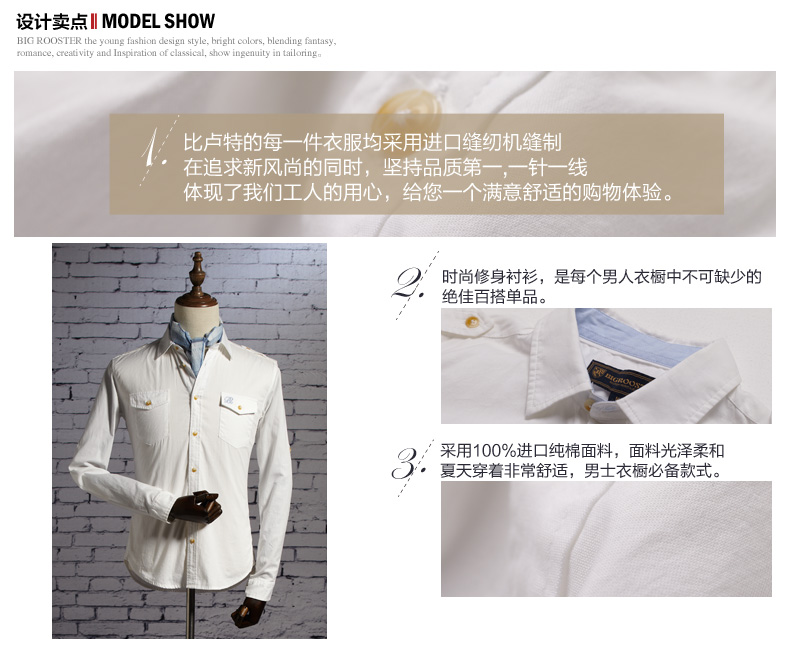 设计卖点 MODEL SHOW
BIG ROOSTER the young fashion design style, bright colors, blending fantasy,
romance, creativity and Inspiration of classical, show ingenuity in tailoring。
1.
比卢特的每一件衣服均采用进口缝纫机缝制
在追求新风尚的同时，坚持品质第一,一针一线
体现了我们工人的用心，给您一个满意舒适的购物体验。
2.
时尚修身衬衫，是每个男人衣橱中不可缺少的
绝佳百搭单品。
BIGROOS
3.
采用100%进口纯棉面料，面料光泽柔和
夏天穿着非常舒适，男士衣橱必备款式。